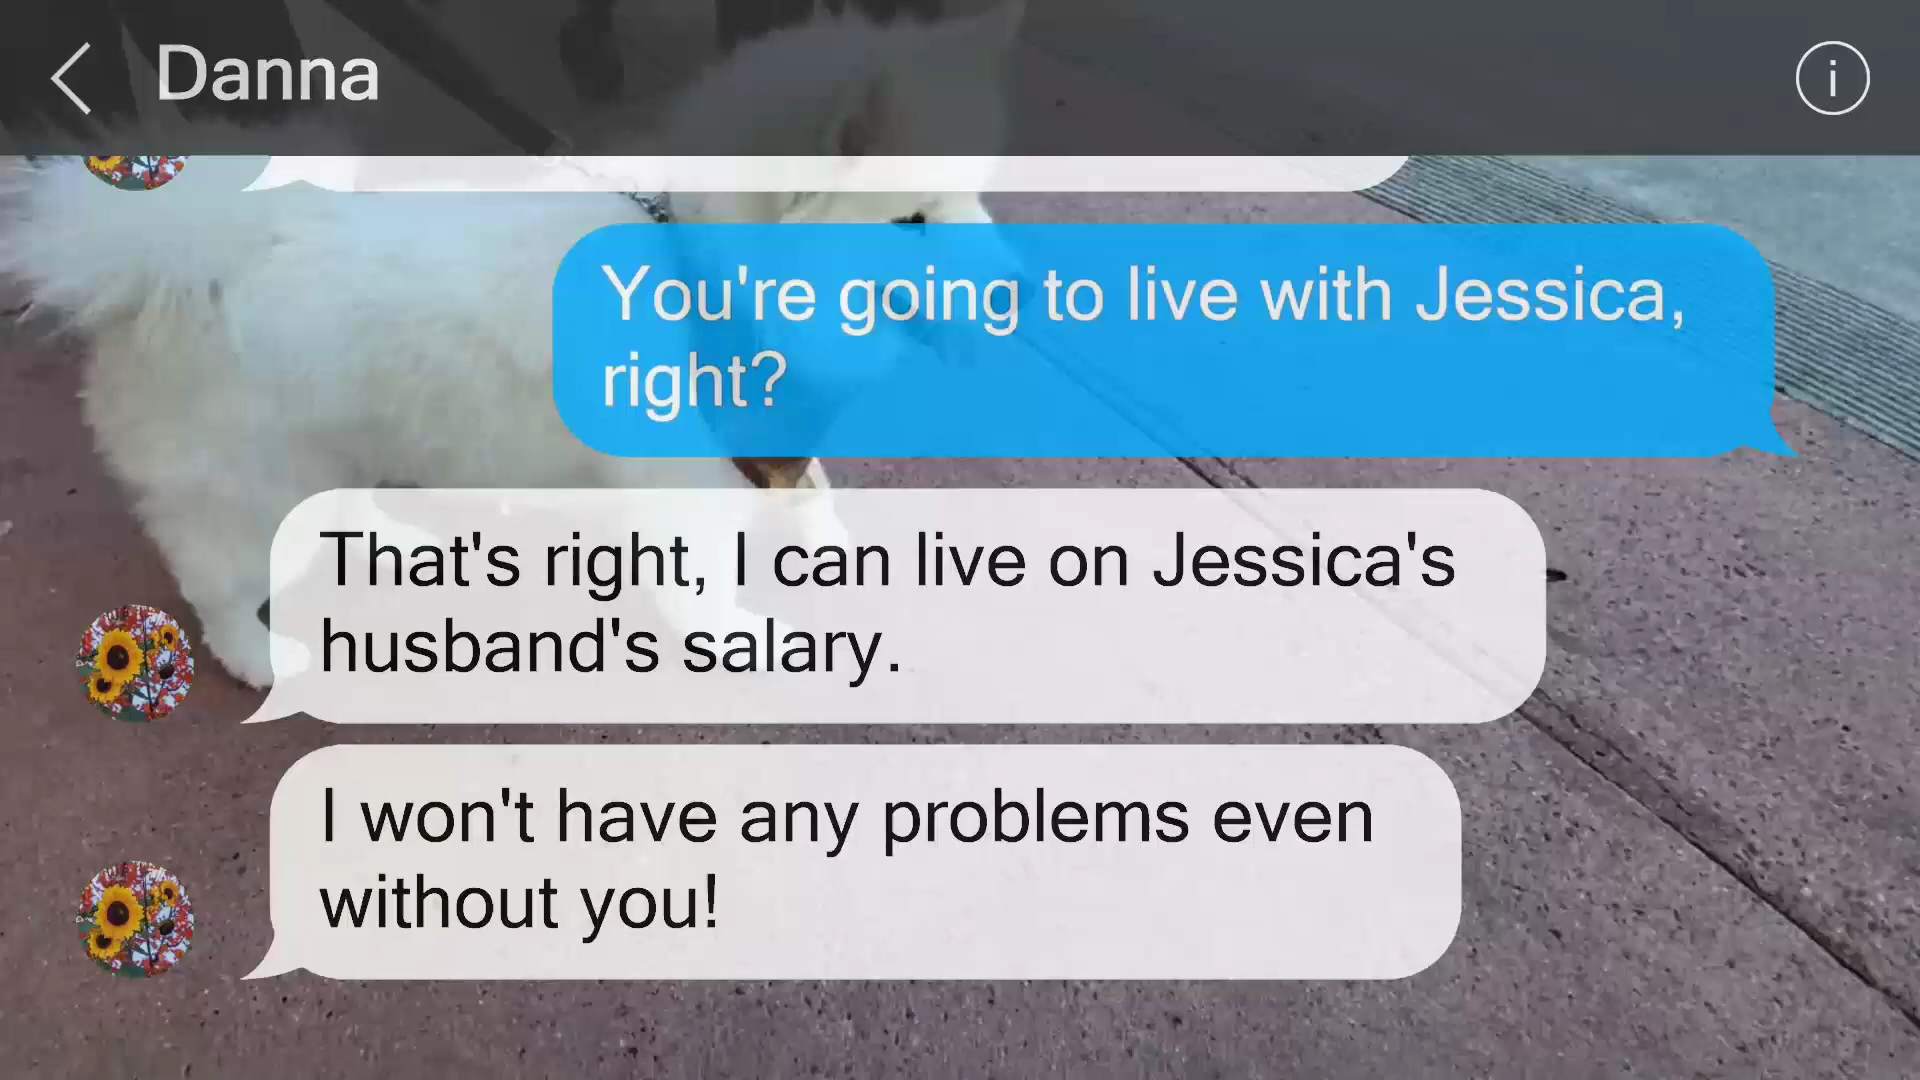 Danna
You're going to live with Jessica,
right?
That's right, I can live on Jessica's
husband's salary.
I won't have any problems even
without you!